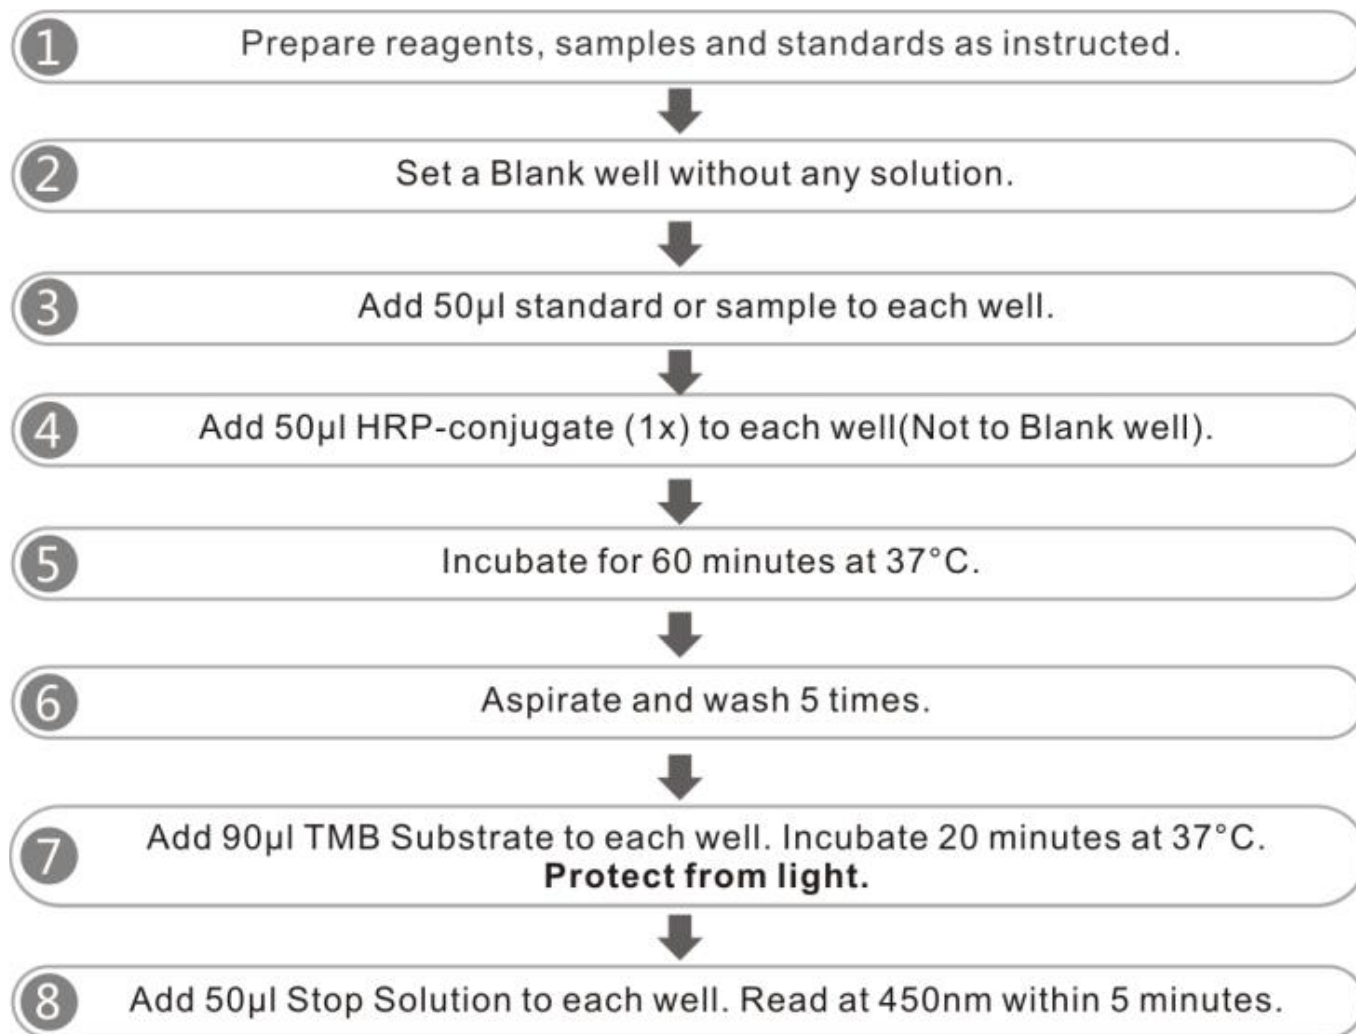 1 Prepare reagents, samples and standards as instructed.
2 Set a Blank well without any solution.
3 Add 50μl standard or sample to each well.
4 Add 50μl HRP-conjugate (1x) to each well(Not to Blank well).
5 Incubate for 60 minutes at 37°C.
6 Aspirate and wash 5 times.
7 Add 90μl TMB Substrate to each well. Incubate 20 minutes at 37°C.
Protect from light.
8 Add 50μl Stop Solution to each well. Read at 450nm within 5 minutes.